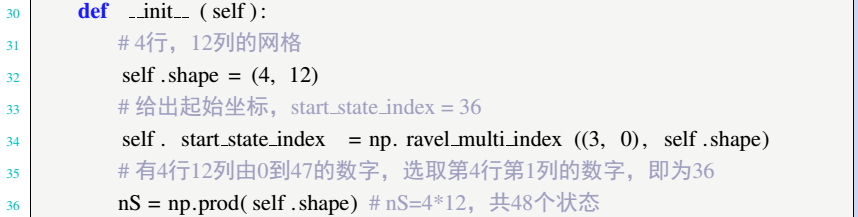 30 def __init__ (self):
31 # 4行，12列的网格
32 self.shape = (4, 12)
33 # 给出起始坐标，start_state_index = 36
34 self. start_state_index = np. ravel_multi_index ((3, 0), self.shape)
35 # 有4行12列由0到47的数字，选取第4行第1列的数字，即为36
36 nS = np.prod( self.shape) # nS=4*12，共48个状态